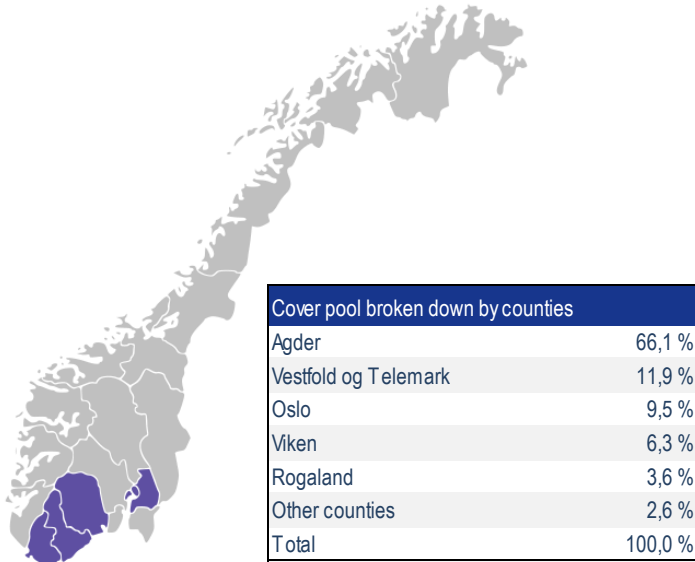 Cover pool broken down by counties
Agder 66,1 %
Vestfold og Telemark 11,9 %
Oslo 9,5 %
Viken 6,3 %
Rogaland 3,6 %
Other counties 2,6 %
Total 100,0 %